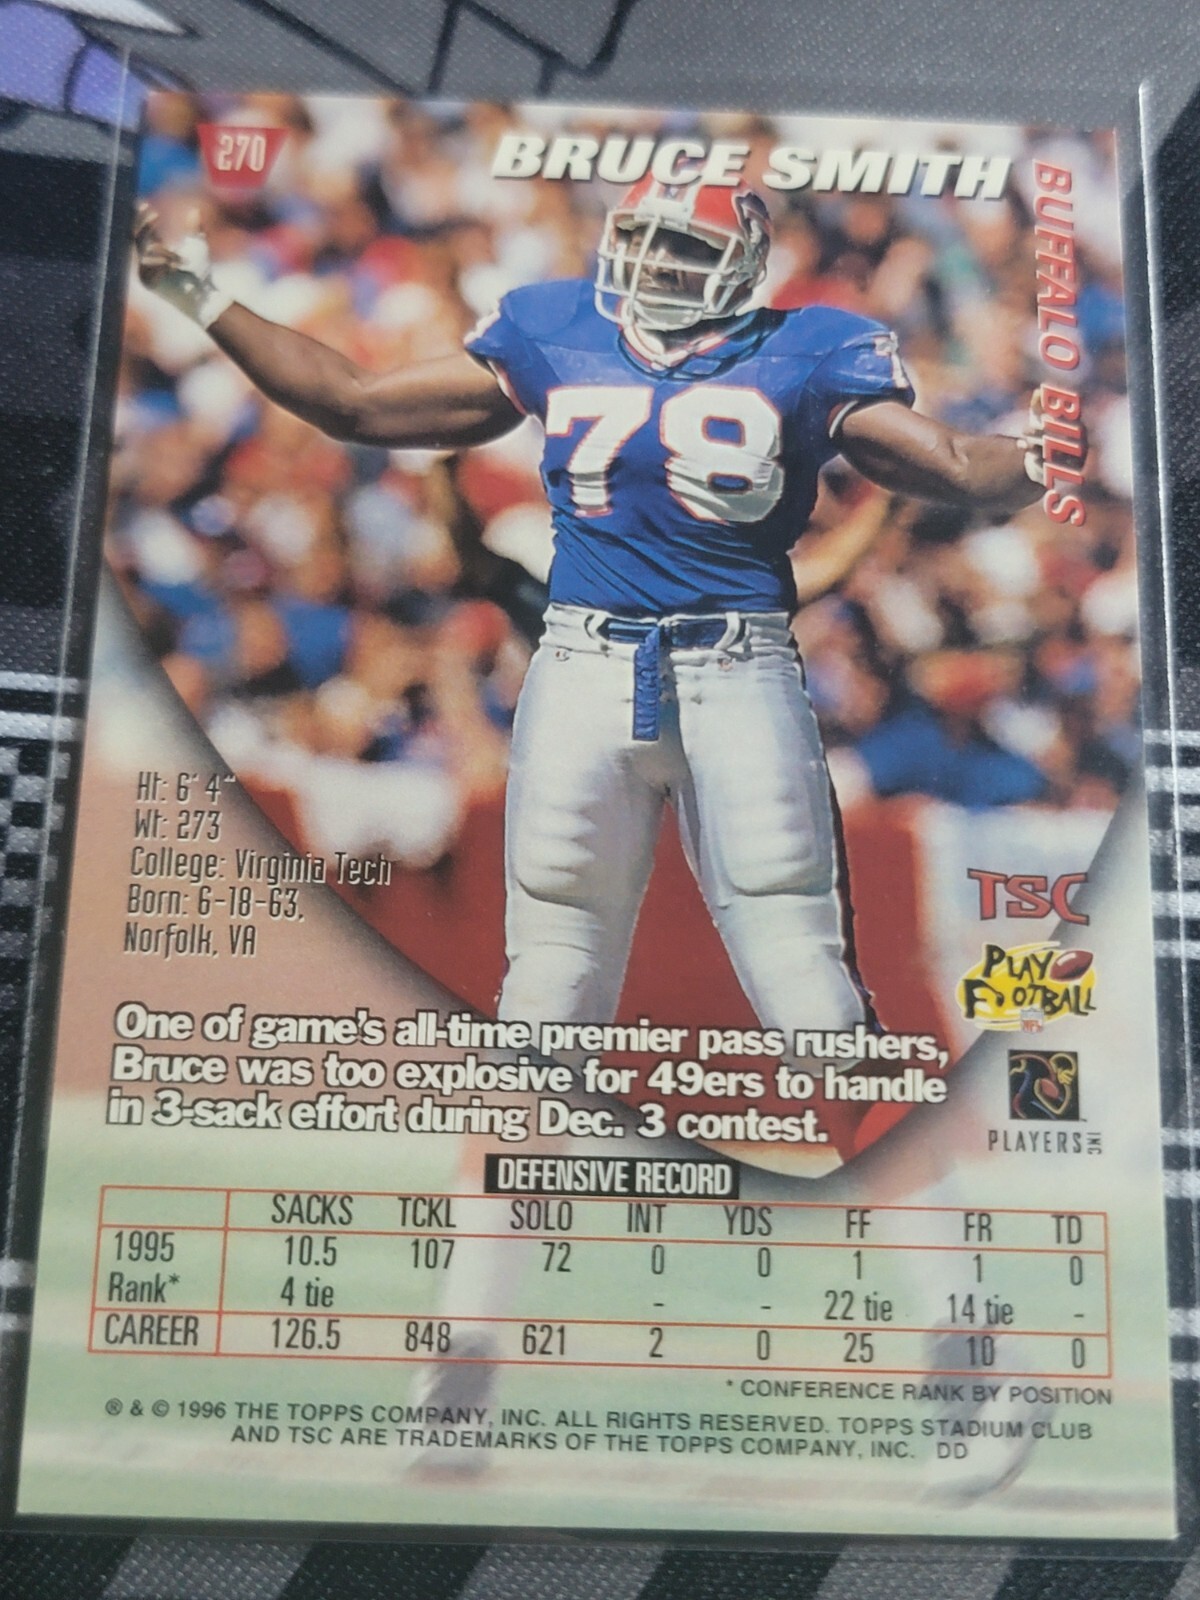 270
BRUCE SMITH
BUFFALO BILLS
78
Ht: 6' 4"
Wt: 273
College: Virginia Tech
Born: 6-18-63,
Norfolk, VA
TSC
PLAY
FOOTBALL
NFL
PLAYERS INC
One of game's all-time premier pass rushers,
Bruce was too explosive for 49ers to handle
in 3-sack effort during Dec. 3 contest.
DEFENSIVE RECORD
SACKS TCKL SOLO INT YDS FF FR TD
1995 10.5 107 72 0 0 1 1 0
Rank* 4 tie - - 22 tie 14 tie -
CAREER 126.5 848 621 2 0 25 10 0
* CONFERENCE RANK BY POSITION
® & © 1996 THE TOPPS COMPANY, INC. ALL RIGHTS RESERVED. TOPPS STADIUM CLUB
AND TSC ARE TRADEMARKS OF THE TOPPS COMPANY, INC. DD